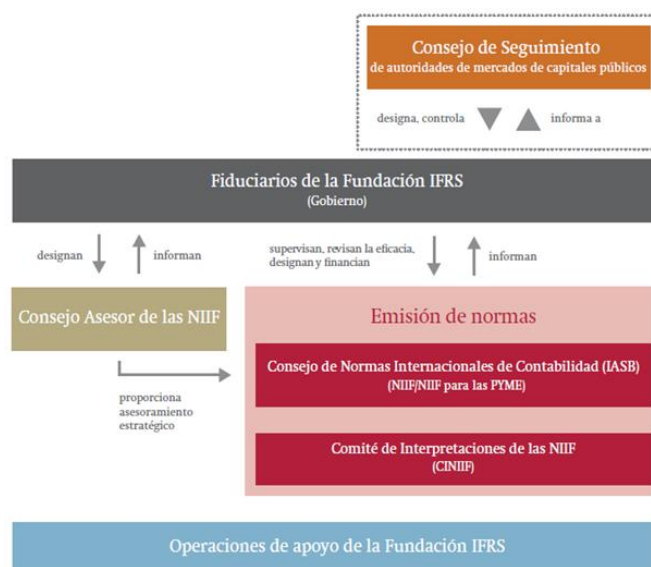 Consejo de Seguimiento
de autoridades de mercados de capitales públicos
designa, controla
informa a
Fiduciarios de la Fundación IFRS
(Gobierno)
designan
informan
supervisan, revisan la eficacia,
designan y financian
informan
Consejo Asesor de las NIIF
Emisión de normas
Consejo de Normas Internacionales de Contabilidad (IASB)
(NIIF/NIIF para las PYME)
proporciona
asesoramiento
estratégico
Comité de Interpretaciones de las NIIF
(CINIIF)
Operaciones de apoyo de la Fundación IFRS